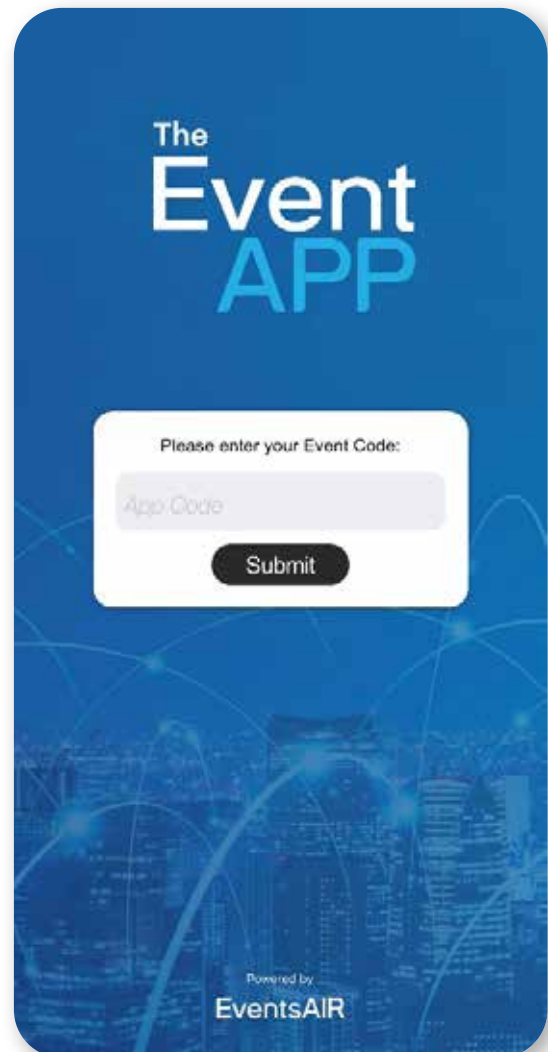 The
Event
APP
Please enter your Event Code:
App Code
Submit
Powered by
EventsAIR